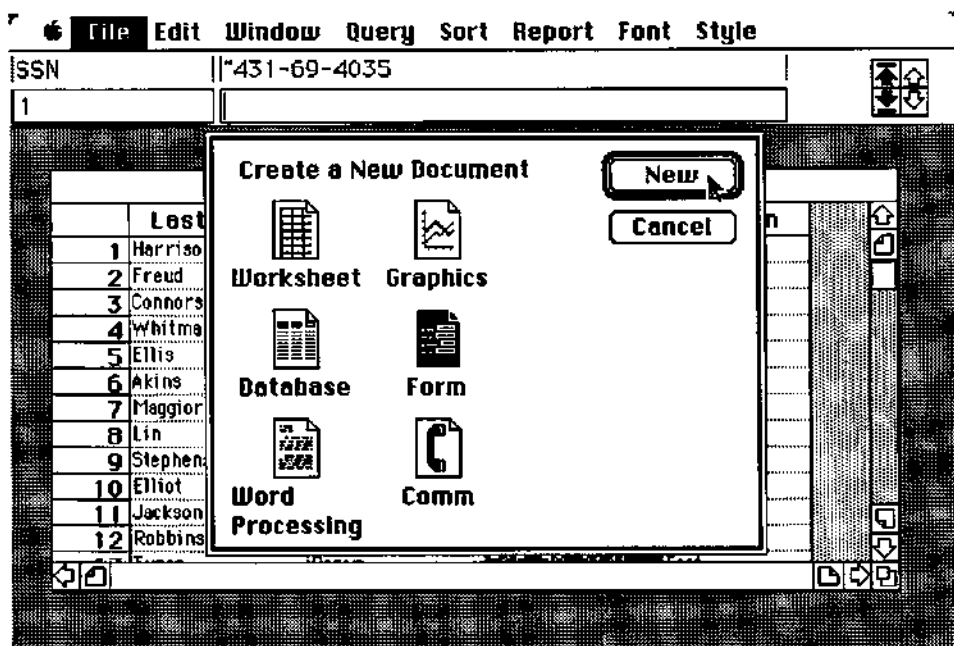 File Edit Window Query Sort Report Font Style
SSN "431-69-4035
1
Create a New Document
New
Cancel
Last n
Worksheet Graphics
Database Form
Word Processing Comm
1 Harriso
2 Freud
3 Connors
4 Whitma
5 Ellis
6 Akins
7 Maggior
8 Lin
9 Stephen
10 Elliot
11 Jackson
12 Robbins